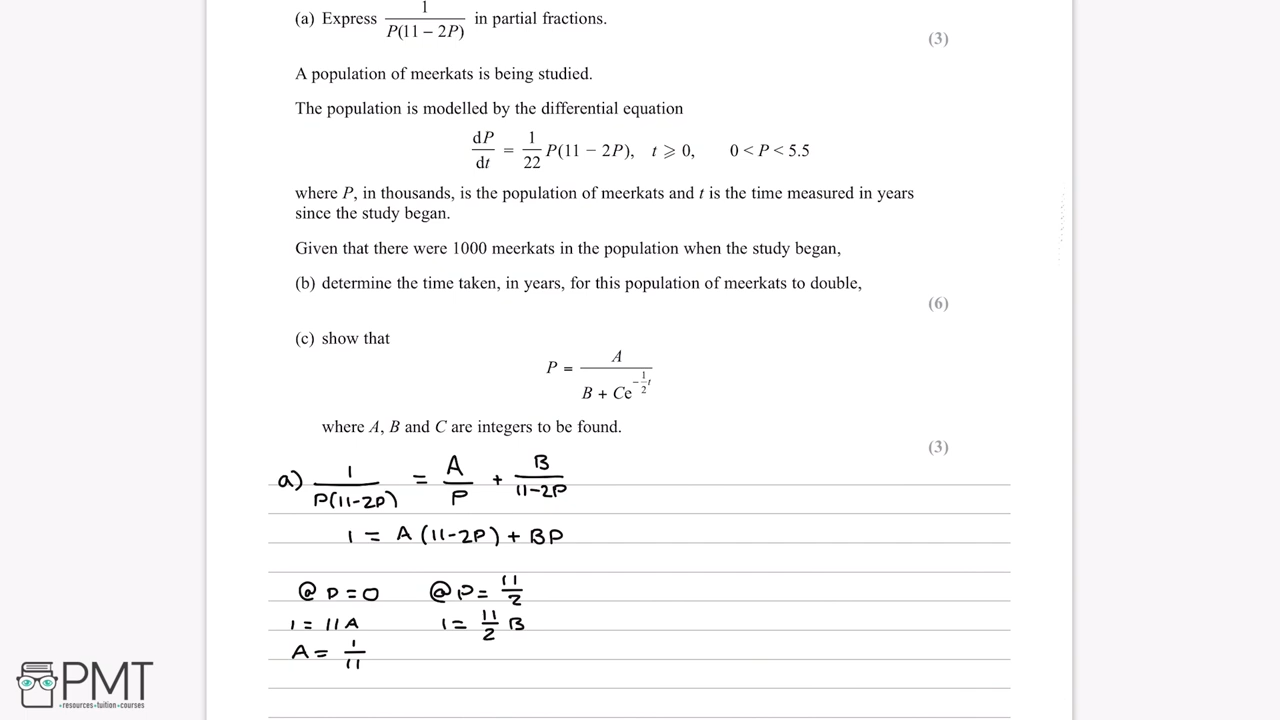 (a) Express 1/(P(11 − 2P)) in partial fractions.
(3)
A population of meerkats is being studied.
The population is modelled by the differential equation
dP/dt = 1/22 P(11 − 2P), t ⩾ 0, 0 < P < 5.5
where P, in thousands, is the population of meerkats and t is the time measured in years
since the study began.
Given that there were 1000 meerkats in the population when the study began,
(b) determine the time taken, in years, for this population of meerkats to double,
(6)
(c) show that
P = A/(B + Ce^(−1/2 t))
where A, B and C are integers to be found.
(3)
a) 1/(P(11-2P)) = A/P + B/(11-2P)
1 = A(11-2P) + BP
@ P=0 @ P= 11/2
1 = 11A 1 = 11/2 B
A = 1/11
PMT
•resources•tuition•courses